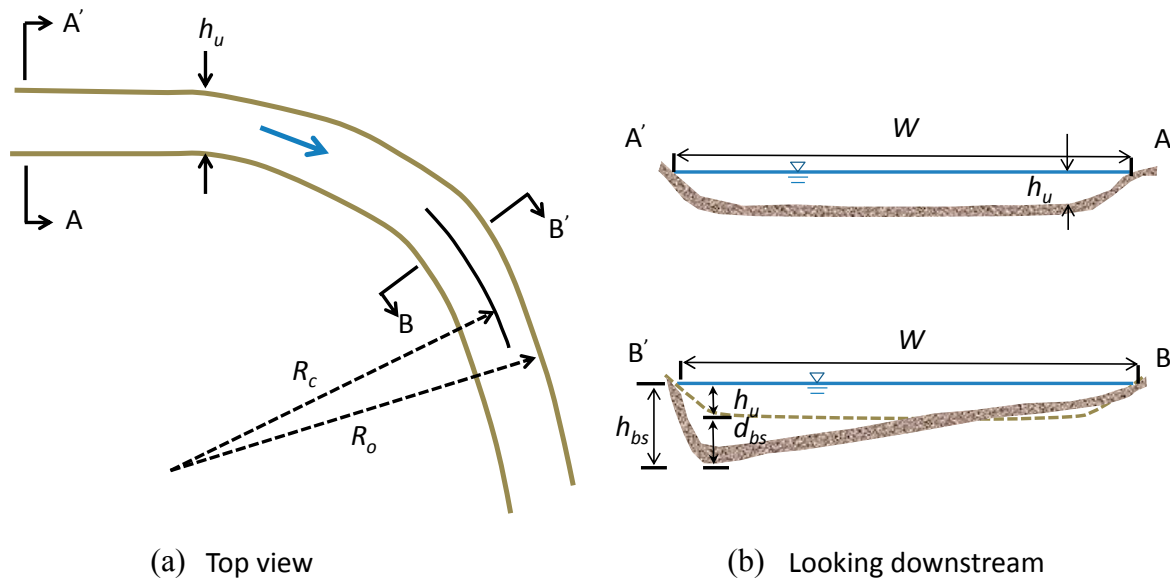 A’
h_u
A
B’
B
R_c
R_o
(a) Top view
W
A’
A
h_u
W
B’
B
h_u
h_bs
d_bs
(b) Looking downstream